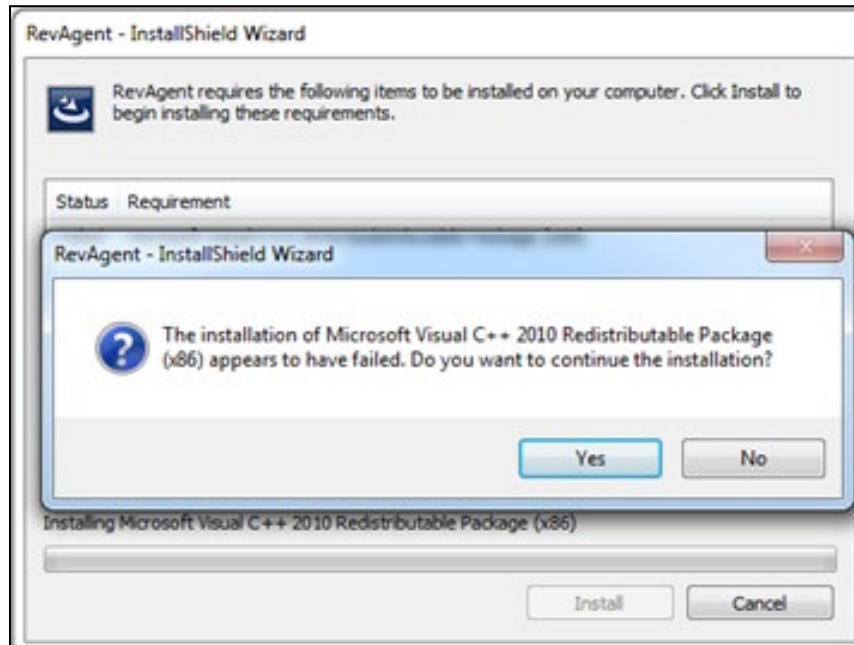 RevAgent - InstallShield Wizard
RevAgent requires the following items to be installed on your computer. Click Install to
begin installing these requirements.
Status Requirement
RevAgent - InstallShield Wizard
The installation of Microsoft Visual C++ 2010 Redistributable Package
(x86) appears to have failed. Do you want to continue the installation?
Yes No
Installing Microsoft Visual C++ 2010 Redistributable Package (x86)
Install Cancel